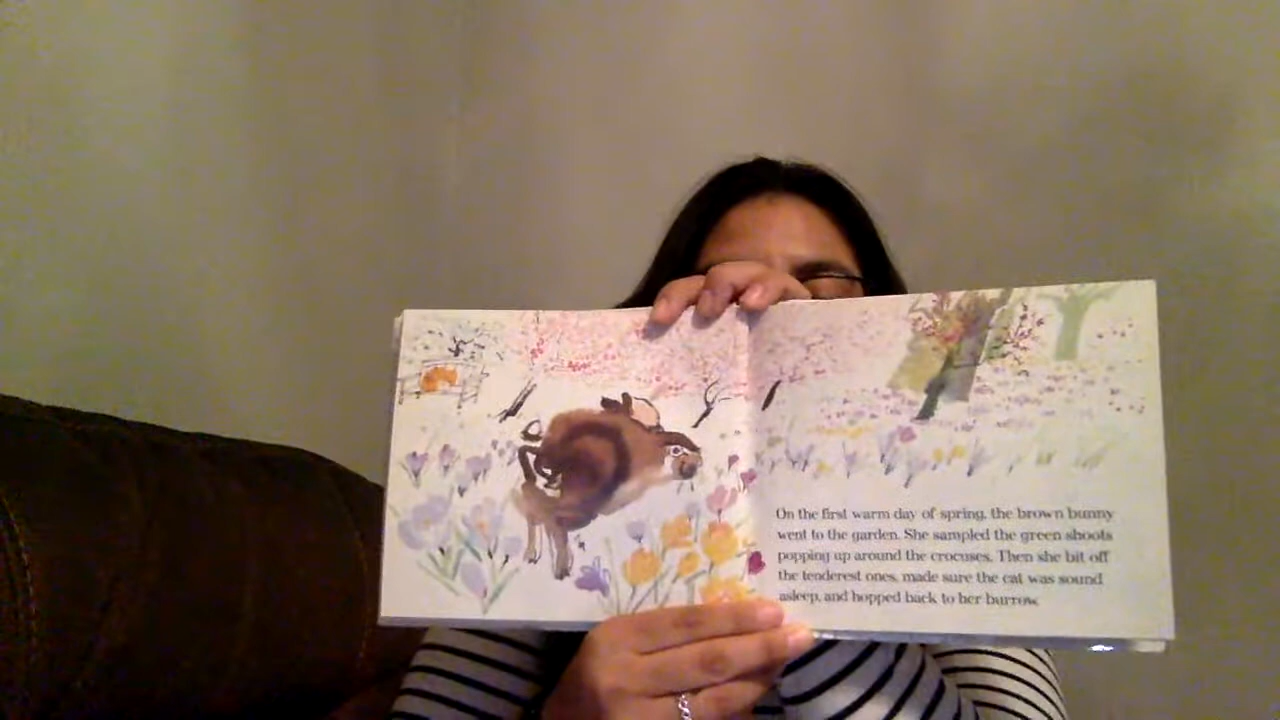 On the first warm day of spring, the brown bunny
went to the garden. She sampled the green shoots
popping up around the crocuses. Then she bit off
the tenderest ones, made sure the cat was sound
asleep, and hopped back to her burrow.